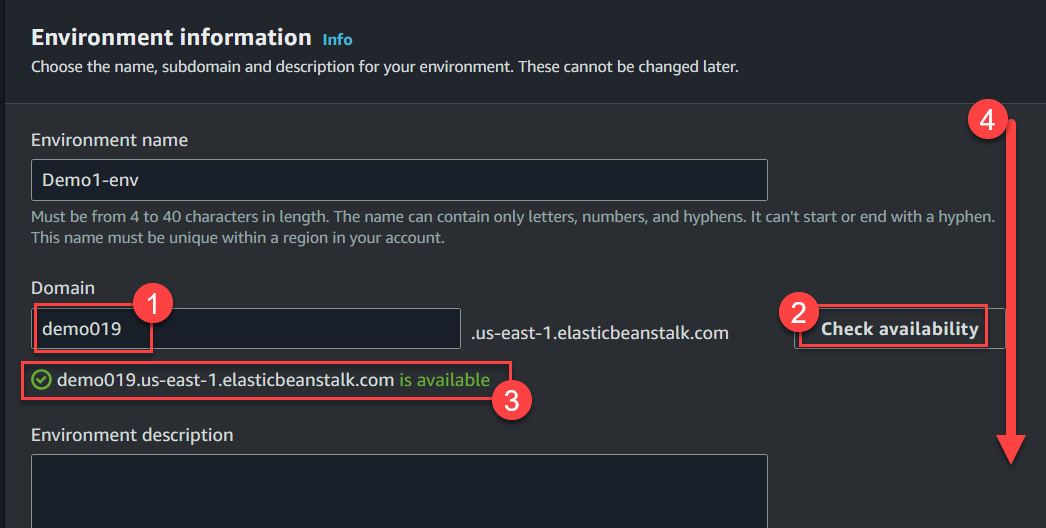 Environment information Info
Choose the name, subdomain and description for your environment. These cannot be changed later.
4
Environment name
Demo1-env
Must be from 4 to 40 characters in length. The name can contain only letters, numbers, and hyphens. It can't start or end with a hyphen.
This name must be unique within a region in your account.
Domain
1
demo019
.us-east-1.elasticbeanstalk.com
2
Check availability
demo019.us-east-1.elasticbeanstalk.com is available
3
Environment description